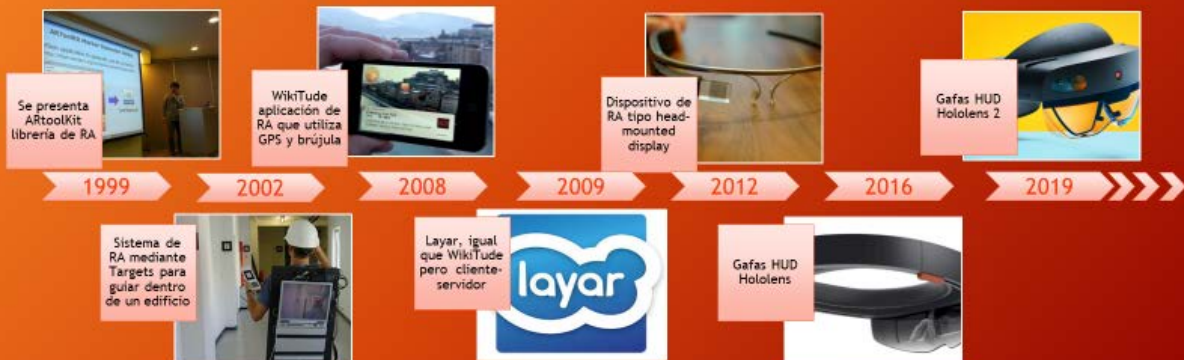 Se presenta
ARtoolKit
librería de RA
WikiTude
aplicación de
RA que utiliza
GPS y brújula
Dispositivo de
RA tipo head-
mounted
display
Gafas HUD
Hololens 2
1999
2002
2008
2009
2012
2016
2019
Sistema de
RA mediante
Targets para
guiar dentro
de un edificio
Layar, igual
que WikiTude
pero cliente-
servidor
layar
Gafas HUD
Hololens